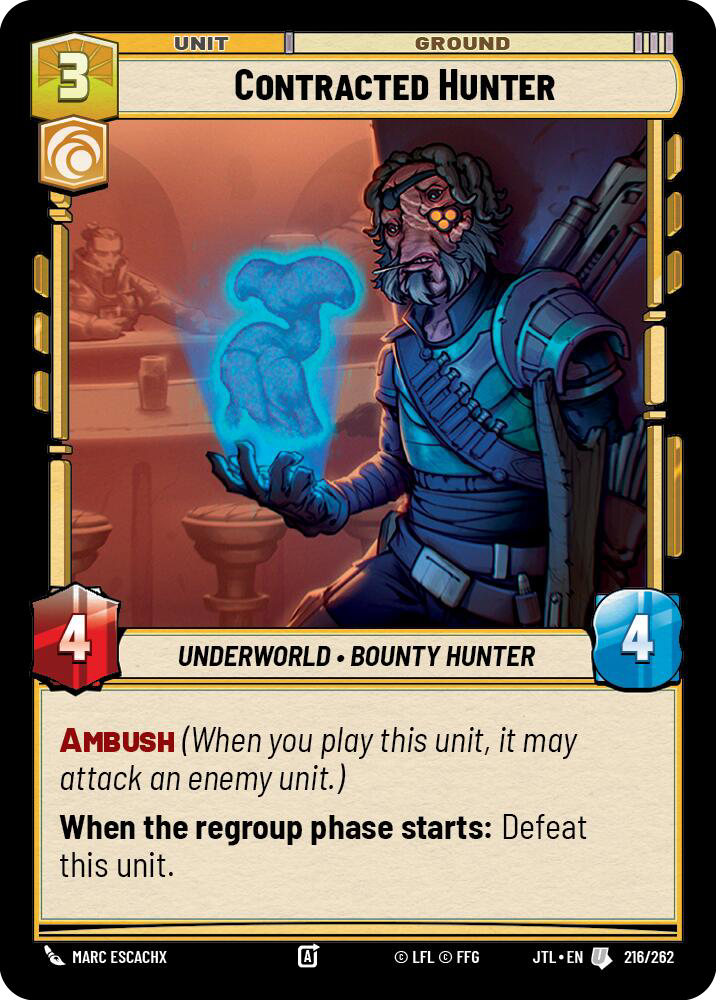 UNIT
GROUND
3
CONTRACTED HUNTER
4
UNDERWORLD • BOUNTY HUNTER
4
AMBUSH (When you play this unit, it may
attack an enemy unit.)
When the regroup phase starts: Defeat
this unit.
MARC ESCACHX
A
© LFL © FFG
JTL • EN
U
216/262